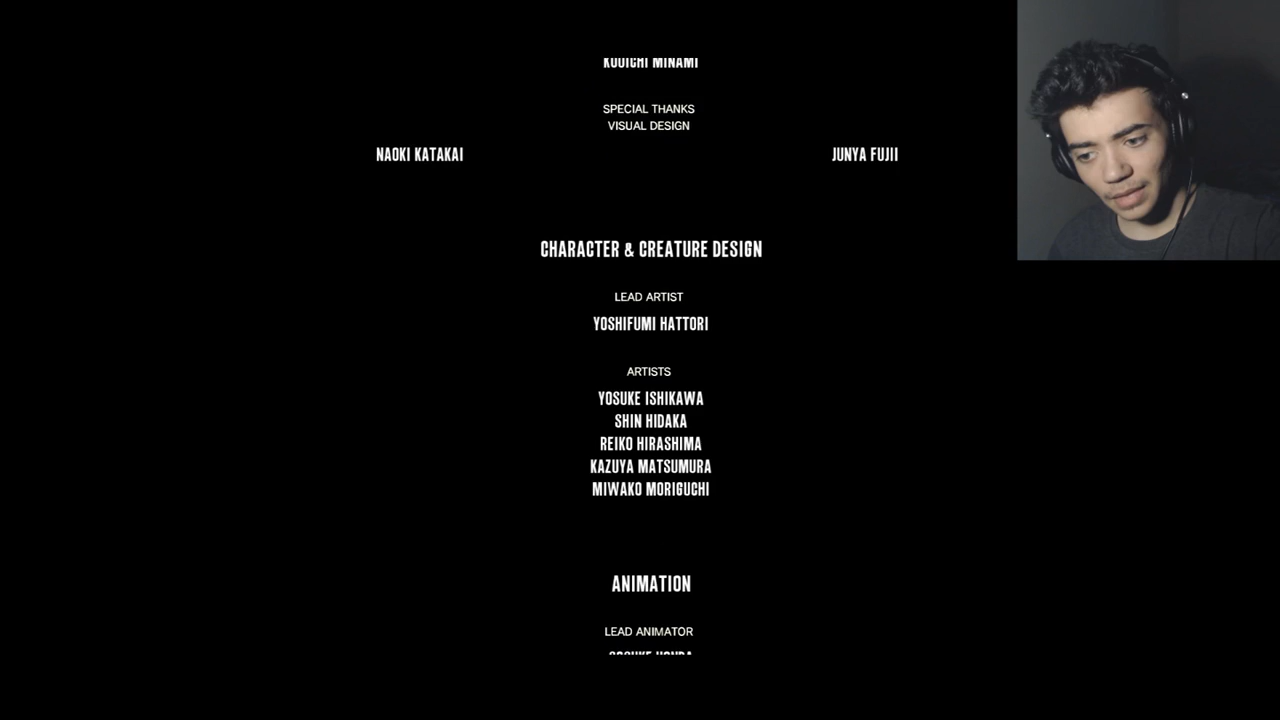 KOUICHI MINAMI
SPECIAL THANKS
VISUAL DESIGN
NAOKI KATAKAI
JUNYA FUJII
CHARACTER & CREATURE DESIGN
LEAD ARTIST
YOSHIFUMI HATTORI
ARTISTS
YOSUKE ISHIKAWA
SHIN HIDAKA
REIKO HIRASHIMA
KAZUYA MATSUMURA
MIWAKO MORIGUCHI
ANIMATION
LEAD ANIMATOR